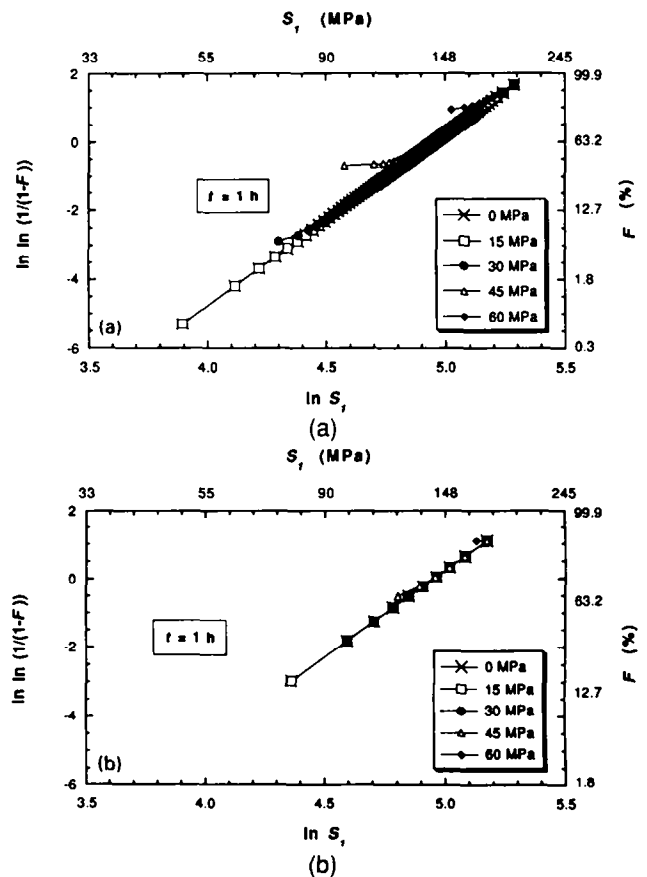 S₁ (MPa)
33 55 90 148 245
2 99.9
0 63.2
-2 12.7
-4 1.8
-6 0.3
ln ln (1/(1-F))
F (%)
t = 1 h
0 MPa
15 MPa
30 MPa
45 MPa
60 MPa
(a)
3.5 4.0 4.5 5.0 5.5
ln S₁
(a)
S₁ (MPa)
33 55 90 148 245
2 99.9
0 63.2
-2 12.7
-4
-6 1.8
ln ln (1/(1-F))
F (%)
t = 1 h
0 MPa
15 MPa
30 MPa
45 MPa
60 MPa
(b)
3.5 4.0 4.5 5.0 5.5
ln S₁
(b)